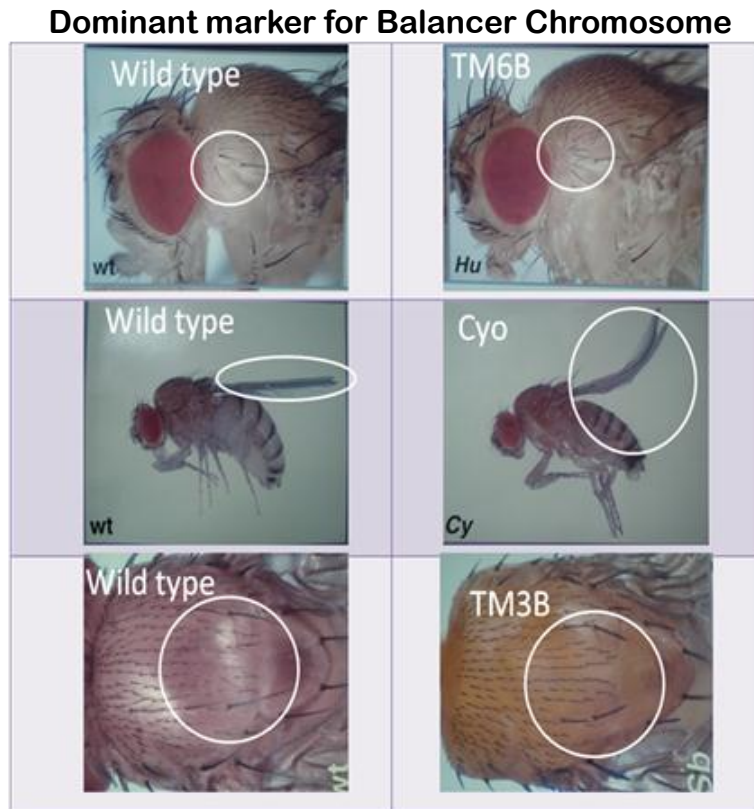 Dominant marker for Balancer Chromosome
Wild type
TM6B
wt
Hu
Wild type
Cyo
wt
Cy
Wild type
TM3B
wt
Sb